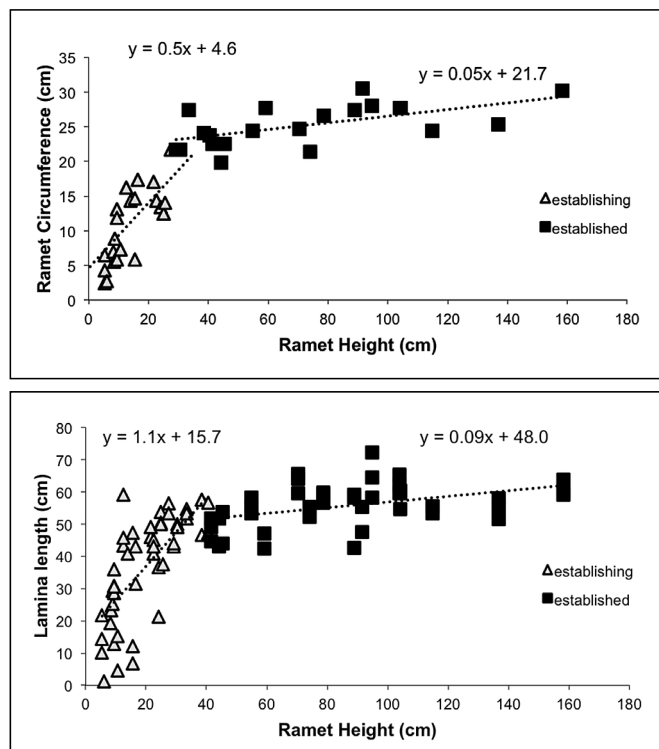 y = 0.5x + 4.6
y = 0.05x + 21.7
Ramet Circumference (cm)
35
30
25
20
15
10
5
0
establishing
established
0 20 40 60 80 100 120 140 160 180
Ramet Height (cm)
y = 1.1x + 15.7
y = 0.09x + 48.0
Lamina length (cm)
80
70
60
50
40
30
20
10
0
establishing
established
0 20 40 60 80 100 120 140 160 180
Ramet Height (cm)